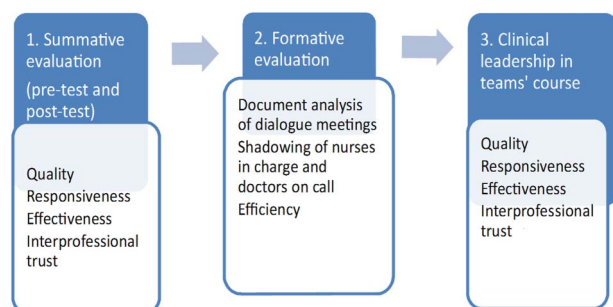 1. Summative
evaluation
(pre-test and
post-test)
Quality
Responsiveness
Effectiveness
Interprofessional
trust
2. Formative
evaluation
Document analysis
of dialogue meetings
Shadowing of nurses
in charge and
doctors on call
Efficiency
3. Clinical
leadership in
teams' course
Quality
Responsiveness
Effectiveness
Interprofessional
trust